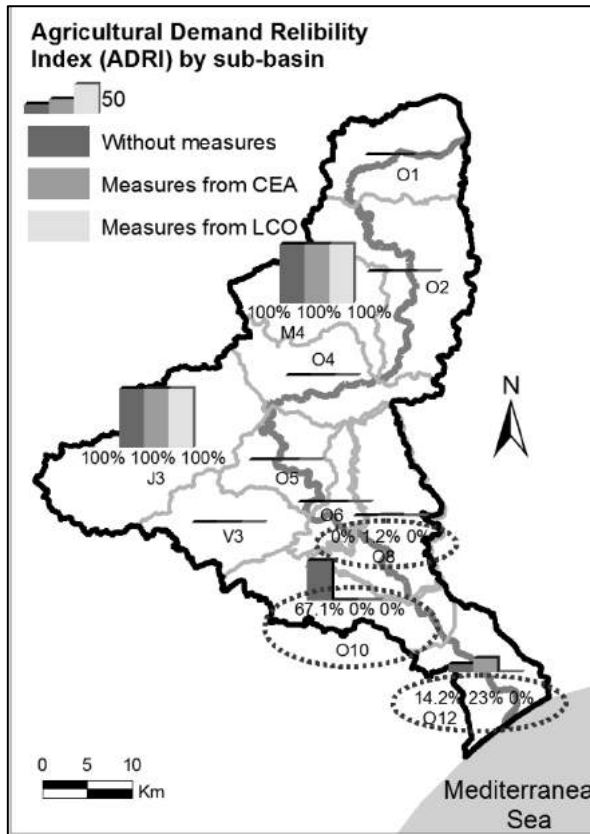 Agricultural Demand Relibility
Index (ADRI) by sub-basin
50
Without measures
Measures from CEA
Measures from LCO
O1
O2
100% 100% 100%
M4
O4
N
100% 100% 100%
J3
O5
O6
V3
0% 1.2% 0%
O8
67.1% 0% 0%
O10
14.2% 23% 0%
O12
0 5 10
Km
Mediterranea
Sea